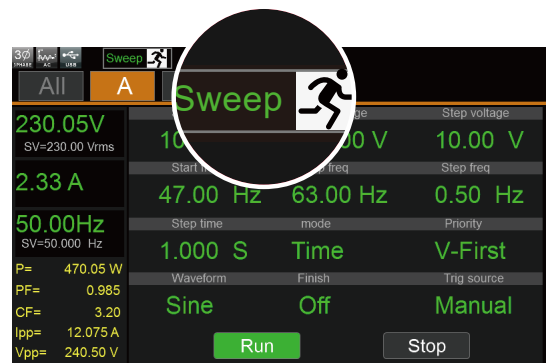 3Ø
1PHASE
AC
USB
Sweep
Sweep
All
A
230.05V
SV=230.00 Vrms
2.33 A
50.00Hz
SV=50.000 Hz
P= 470.05 W
PF= 0.985
CF= 3.20
Ipp= 12.075 A
Vpp= 240.50 V
Step voltage
10.00 V
Step freq
47.00 Hz
63.00 Hz
0.50 Hz
Step time
mode
Priority
1.000 S
Time
V-First
Waveform
Finish
Trig source
Sine
Off
Manual
Run
Stop